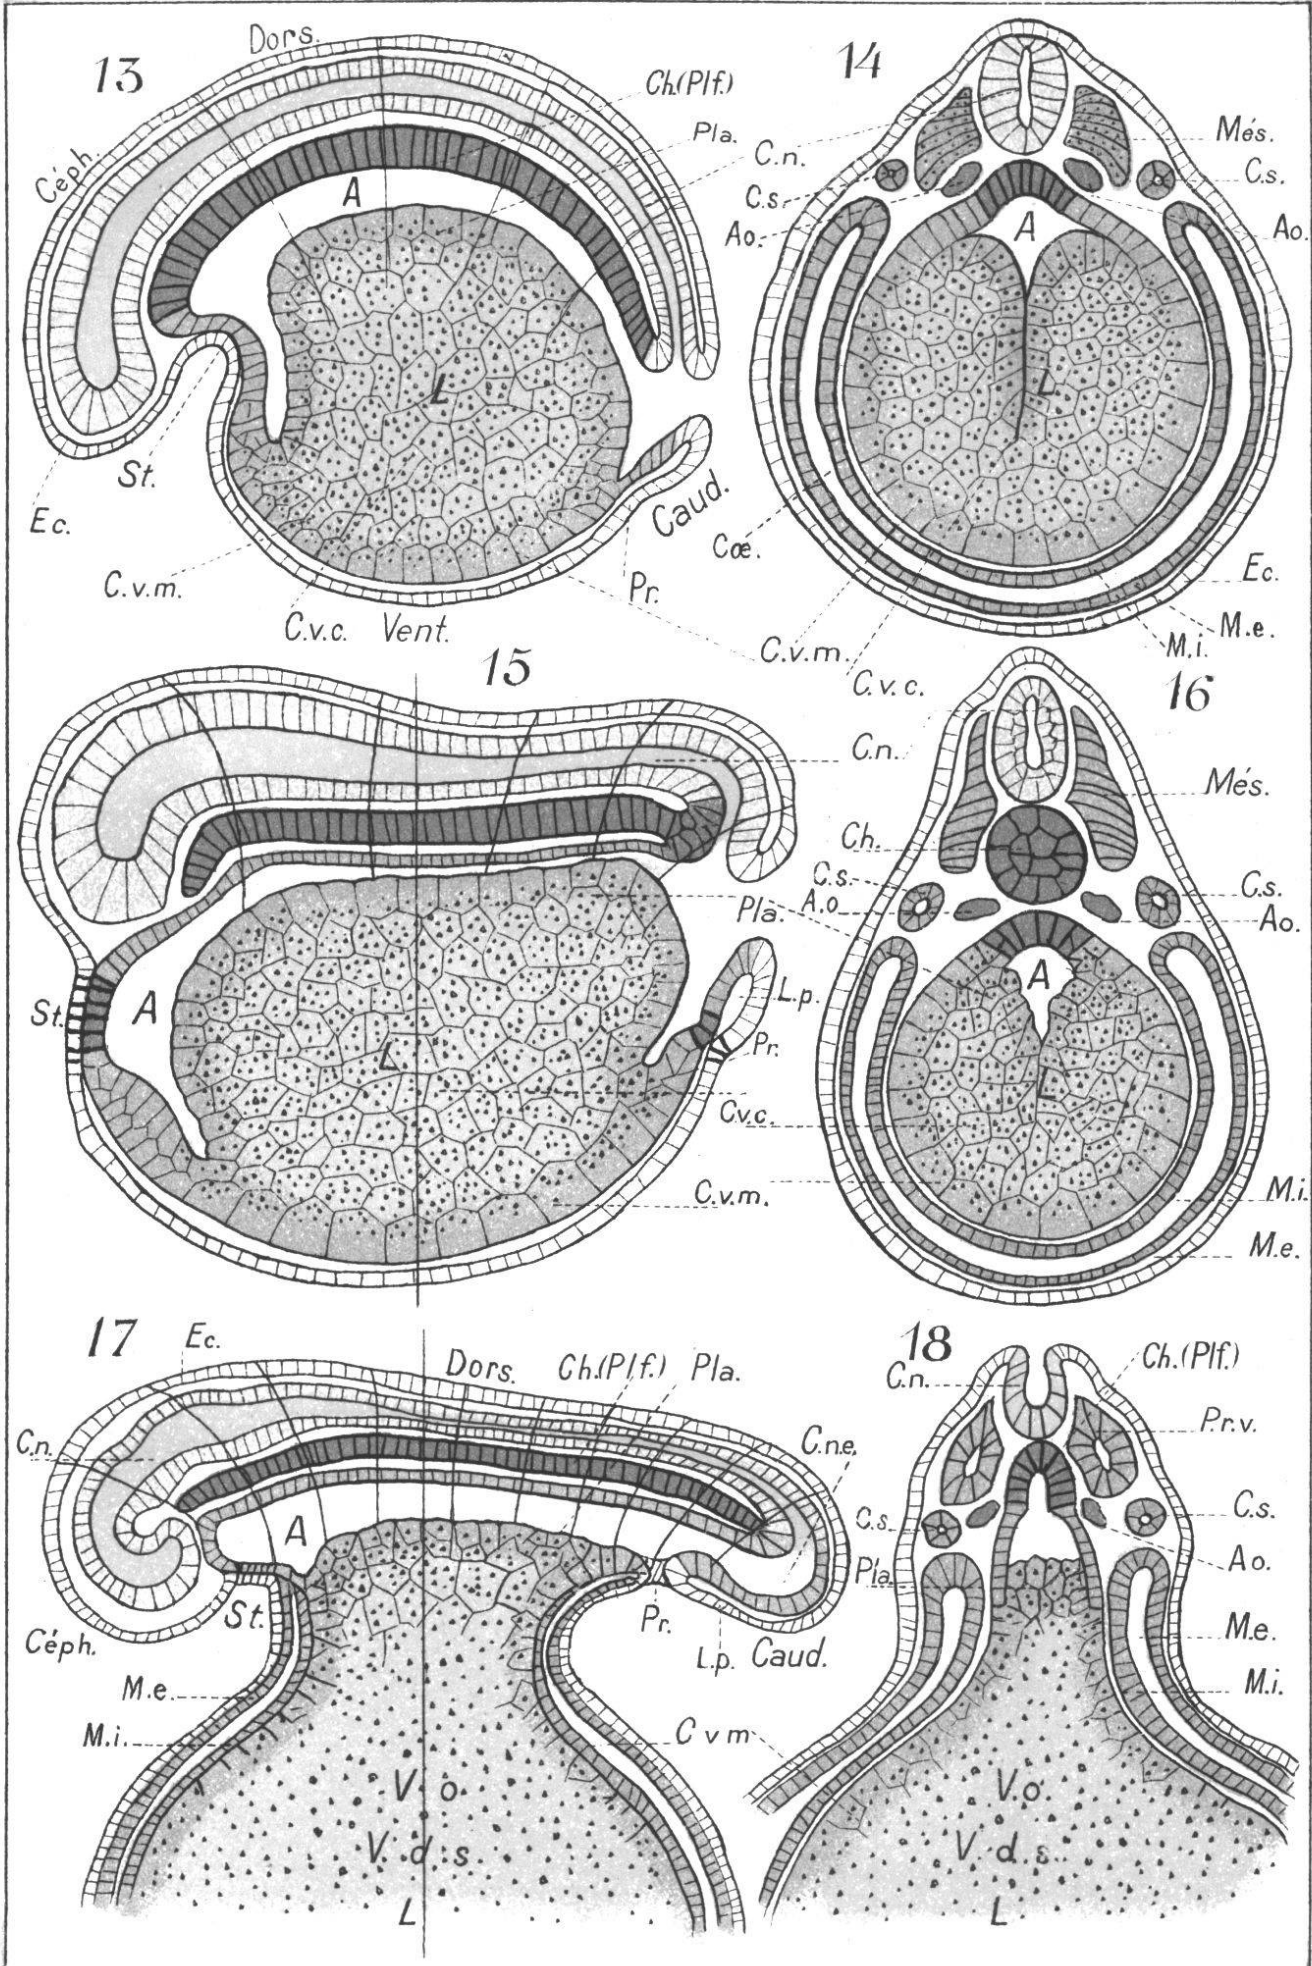 13
Dors.
Céph.
Ch.(Plf.)
Pla.
C.n.
A
L
St.
Ec.
C.v.m.
C.v.c.
Vent.
Pr.
Caud.
14
Més.
C.s.
C.s.
Ao.
Ao.
A
L
Cœ.
C.v.m.
C.v.c.
Ec.
M.e.
M.i.
15
C.n.
St.
A
L
Pla.
L.p.
Pr.
C.v.c.
C.v.m.
16
Més.
Ch.
C.s.
A.o
C.s.
Ao.
A
L
M.i.
M.e.
17
Ec.
Dors.
Ch.(Plf.)
Pla.
C.n.
C.n.e.
A
St.
Céph.
Pr.
L.p.
Caud.
M.e.
M.i.
C v m
V. o
V. d. s.
L
18
C.n.
Ch.(Plf.)
Pr.v.
C.s.
C.s.
Ao.
Pla.
M.e.
M.i.
V.o
V. d. s.
L